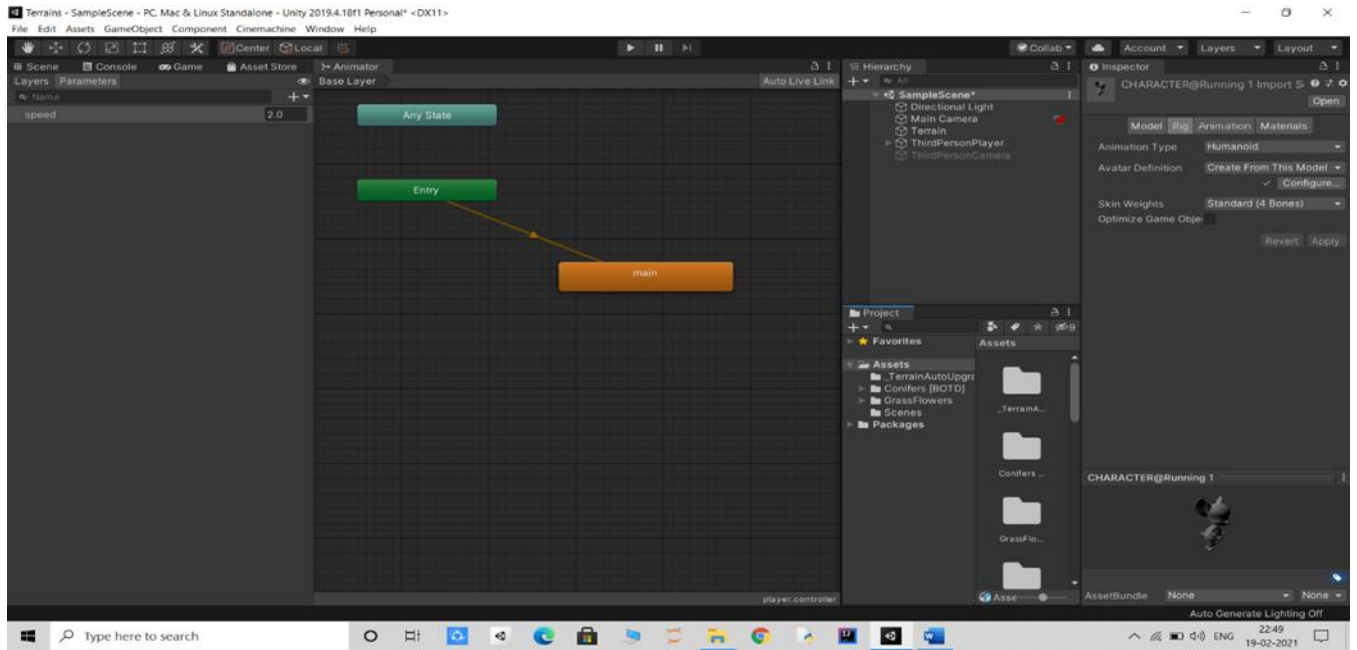 Terrains - SampleScene - PC, Mac & Linux Standalone - Unity 2019.4.18f1 Personal* <DX11>
File Edit Assets GameObject Component Cinemachine Window Help
Center Local
Collab Account Layers Layout
Scene Console Game Asset Store Animator
Layers Parameters
Name
speed 2.0
Base Layer Auto Live Link
Any State
Entry
main
player.controller
Hierarchy
All
SampleScene*
Directional Light
Main Camera
Terrain
ThirdPersonPlayer
ThirdPersonCamera
Project
9
Favorites
Assets
_TerrainAutoUpgra
Conifers [BOTD]
GrassFlowers
Scenes
Packages
Assets
_TerrainA...
Conifers ...
GrassFlo...
Asse
Inspector
CHARACTER@Running 1 Import S
Open
Model Rig Animation Materials
Animation Type Humanoid
Avatar Definition Create From This Model
Configure...
Skin Weights Standard (4 Bones)
Optimize Game Obje
Revert Apply
CHARACTER@Running 1
AssetBundle None None
Auto Generate Lighting Off
Type here to search
ENG
22:49
19-02-2021